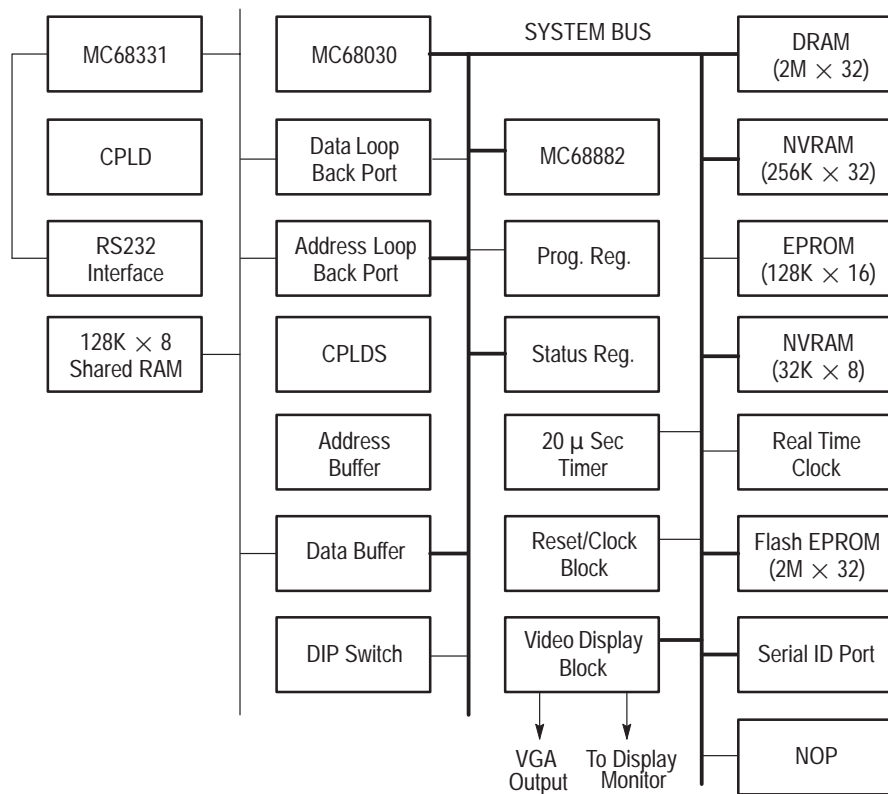 SYSTEM BUS
MC68331
CPLD
RS232
Interface
128K × 8
Shared RAM
MC68030
Data Loop
Back Port
Address Loop
Back Port
CPLDS
Address
Buffer
Data Buffer
DIP Switch
MC68882
Prog. Reg.
Status Reg.
20 μ Sec
Timer
Reset/Clock
Block
Video Display
Block
VGA
Output
To Display
Monitor
DRAM
(2M × 32)
NVRAM
(256K × 32)
EPROM
(128K × 16)
NVRAM
(32K × 8)
Real Time
Clock
Flash EPROM
(2M × 32)
Serial ID Port
NOP